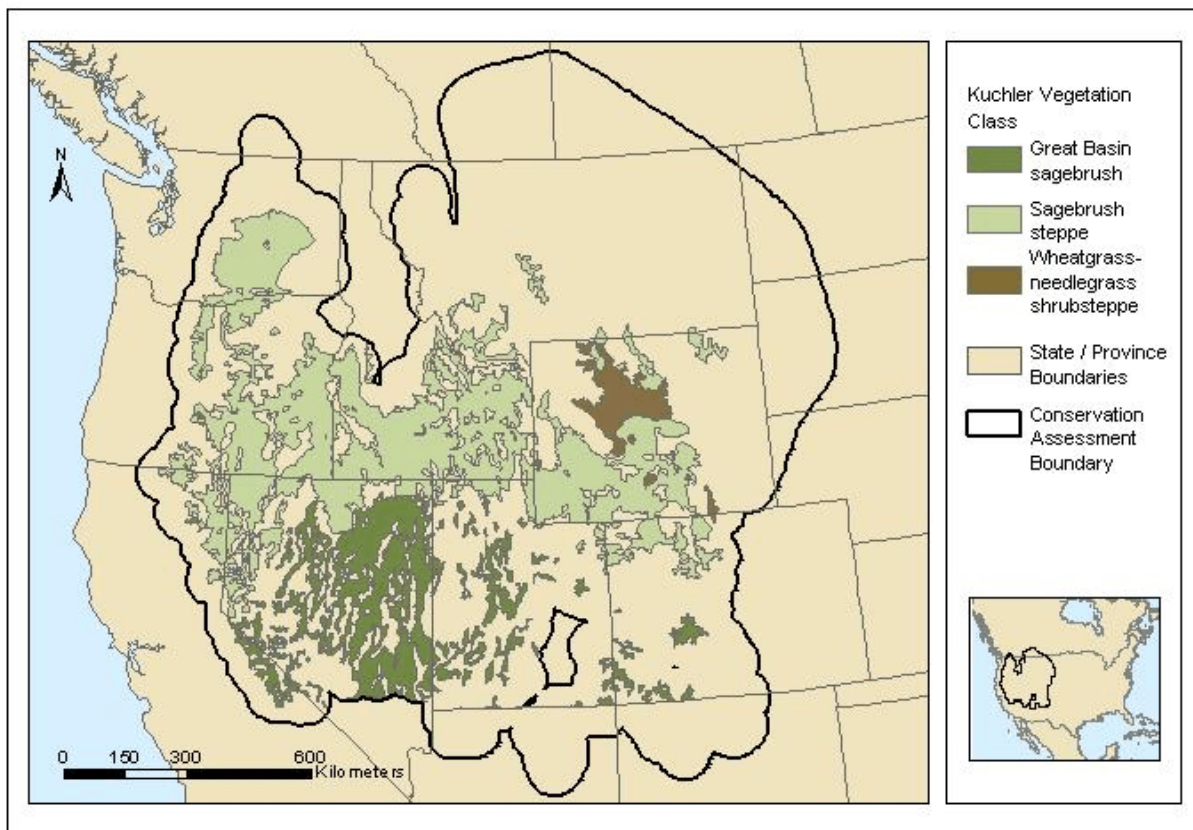 N
0 150 300 600
Kilometers
Kuchler Vegetation
Class
Great Basin
sagebrush
Sagebrush
steppe
Wheatgrass-
needlegrass
shrubsteppe
State / Province
Boundaries
Conservation
Assessment
Boundary